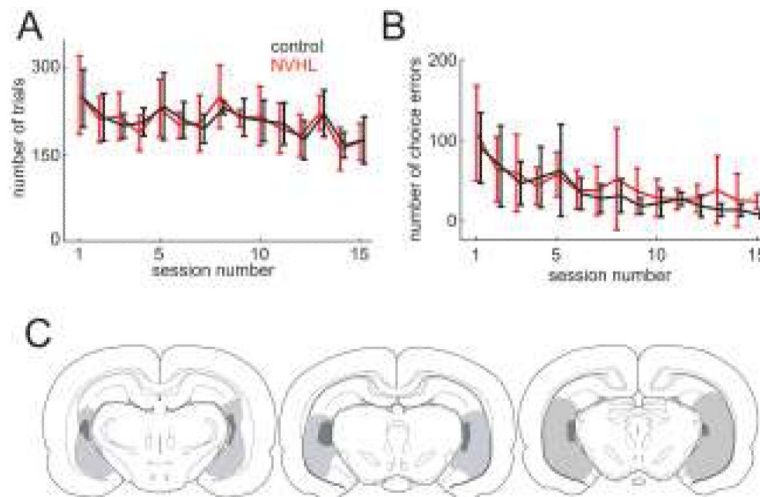 A
control
NVHL
number of trials
300
150
0
1
5
10
15
session number
B
number of choice errors
200
100
0
1
5
10
15
session number
C